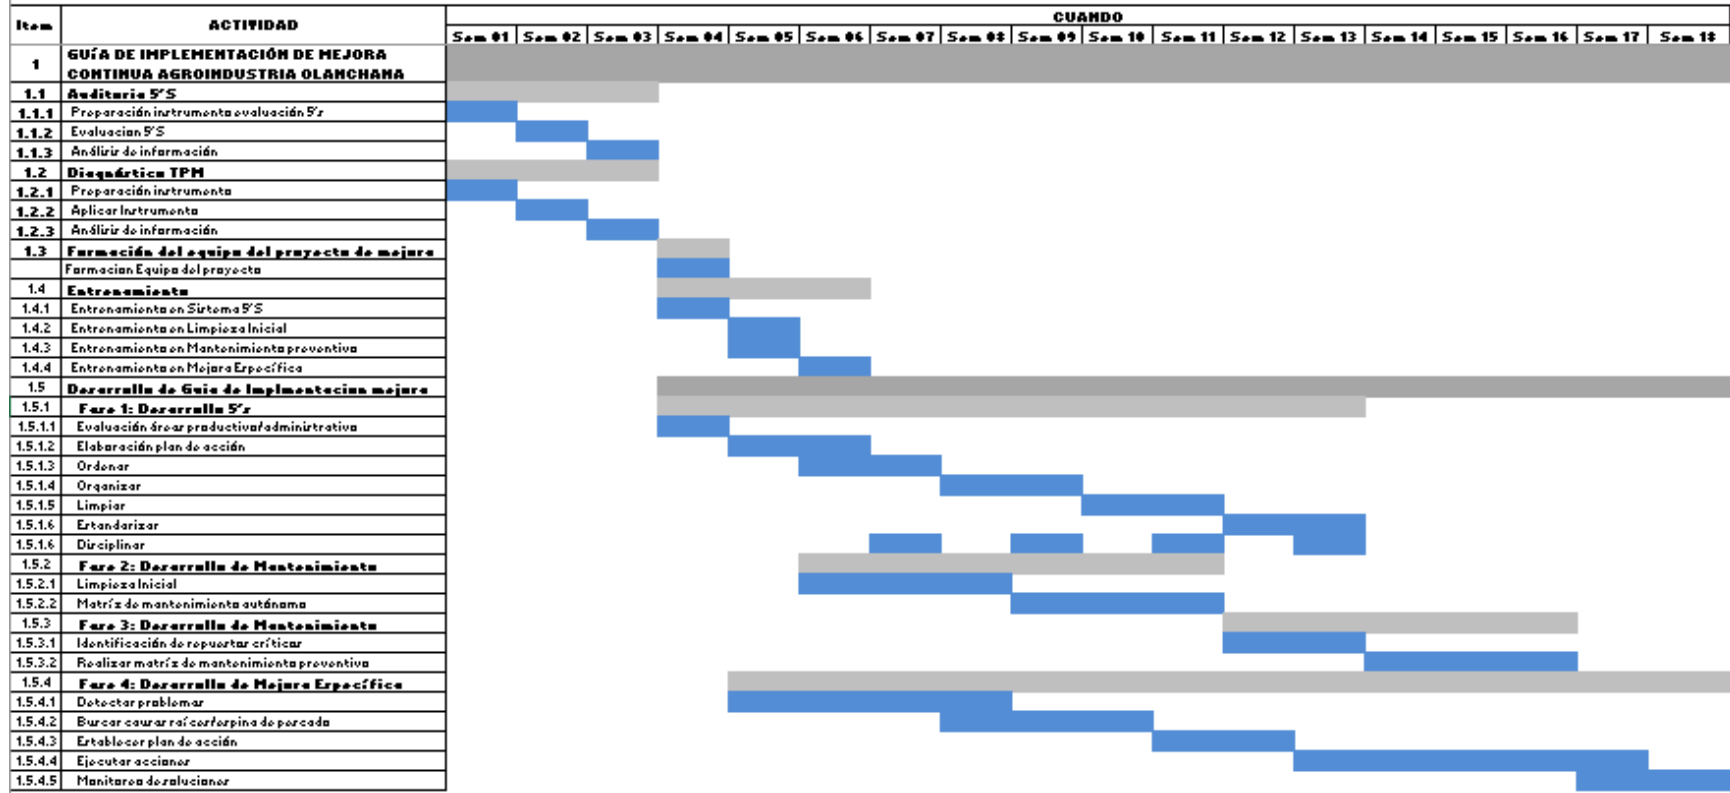 Item ACTIVIDAD CUANDO
Sem 01 Sem 02 Sem 03 Sem 04 Sem 05 Sem 06 Sem 07 Sem 08 Sem 09 Sem 10 Sem 11 Sem 12 Sem 13 Sem 14 Sem 15 Sem 16 Sem 17 Sem 18
1 GUÍA DE IMPLEMENTACIÓN DE MEJORA
CONTINUA AGROINDUSTRIA OLANCHANA
1.1 Auditoria 5'S
1.1.1 Preparación instrumento evaluación 5's
1.1.2 Evaluacion 5'S
1.1.3 Análisis de información
1.2 Diagnóstico TPM
1.2.1 Preparación instrumento
1.2.2 Aplicar Instrumento
1.2.3 Análisis de información
1.3 Formación del equipo del proyecto de mejora
Formacion Equipo del proyecto
1.4 Entrenamiento
1.4.1 Entrenamiento en Sistema 5'S
1.4.2 Entrenamiento en Limpieza Inicial
1.4.3 Entrenamiento en Mantenimiento preventivo
1.4.4 Entrenamiento en Mejora Específica
1.5 Desarrollo de Guia de Implmentacion mejora
1.5.1 Fase 1: Desarrollo 5's
1.5.1.1 Evaluación áreas productiva/administrativa
1.5.1.2 Elaboración plan de acción
1.5.1.3 Ordenar
1.5.1.4 Organizar
1.5.1.5 Limpiar
1.5.1.6 Estandarizar
1.5.1.6 Disciplinar
1.5.2 Fase 2: Desarrollo de Mantenimiento
1.5.2.1 Limpieza Inicial
1.5.2.2 Matríz de mantenimiento autónomo
1.5.3 Fase 3: Desarrollo de Mantenimiento
1.5.3.1 Identificación de repuestos críticos
1.5.3.2 Realizar matríz de mantenimiento preventivo
1.5.4 Fase 4: Desarrollo de Mejora Específica
1.5.4.1 Detectar problemas
1.5.4.2 Buscar causas raíces/espina de pescado
1.5.4.3 Establecer plan de acción
1.5.4.4 Ejecutar acciones
1.5.4.5 Monitoreo de soluciones